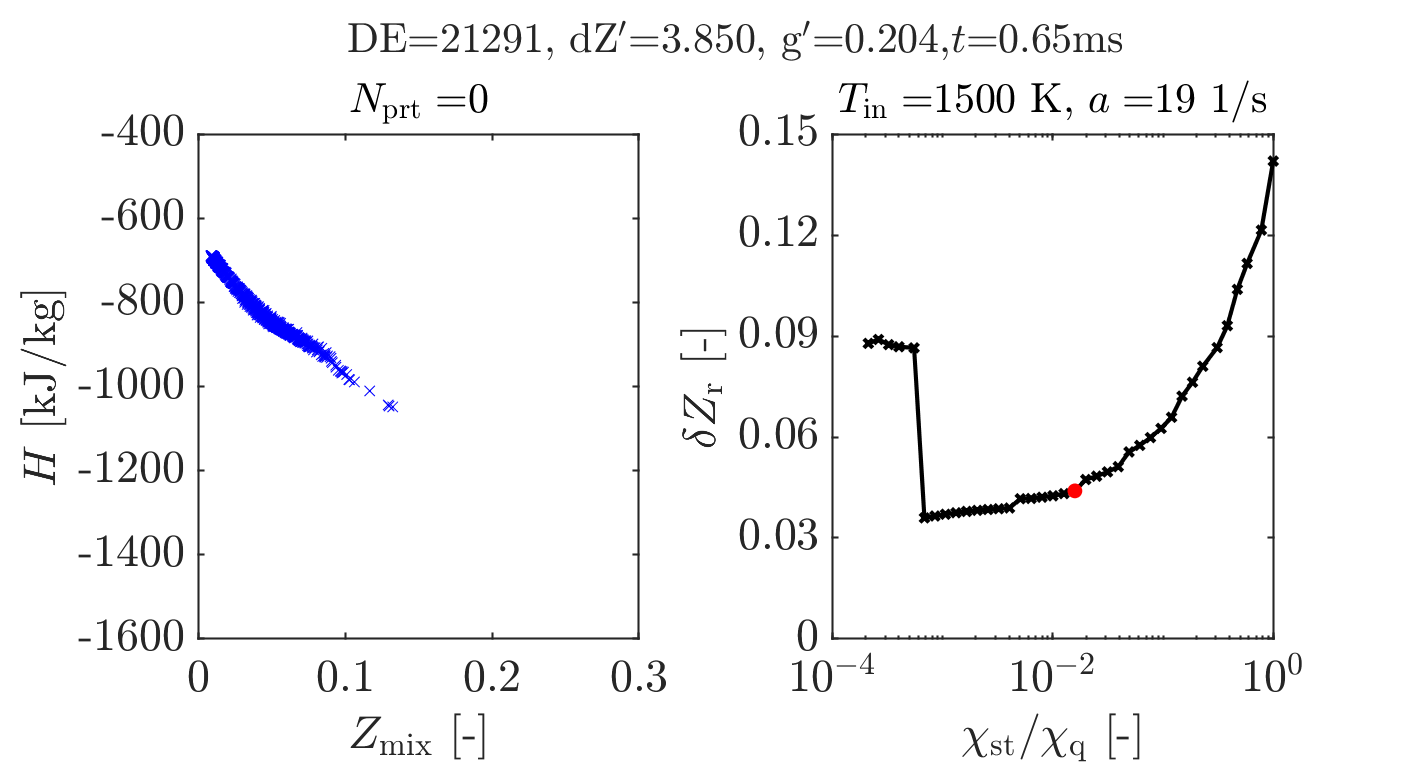 DE=21291, dZ′=3.850, g′=0.204,t=0.65ms
N_prt =0
-400
-600
-800
-1000
-1200
-1400
-1600
H [kJ/kg]
0 0.1 0.2 0.3
Z_mix [-]
T_in =1500 K, a =19 1/s
0.15
0.12
0.09
0.06
0.03
0
δZ_r [-]
10^−4 10^−2 10^0
χ_st/χ_q [-]